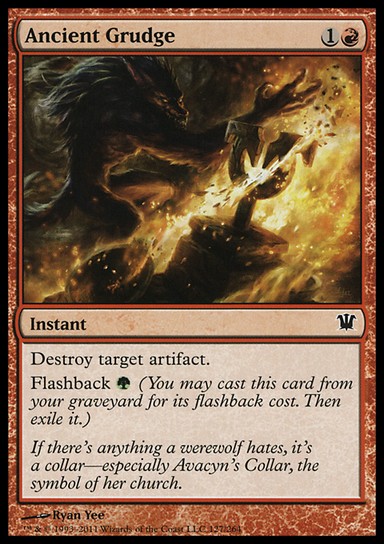 Ancient Grudge 1
Instant
Destroy target artifact.
Flashback (You may cast this card from
your graveyard for its flashback cost. Then
exile it.)
If there's anything a werewolf hates, it's
a collar—especially Avacyn's Collar, the
symbol of her church.
Ryan Yee
™ & © 1993-2011 Wizards of the Coast LLC 127/264